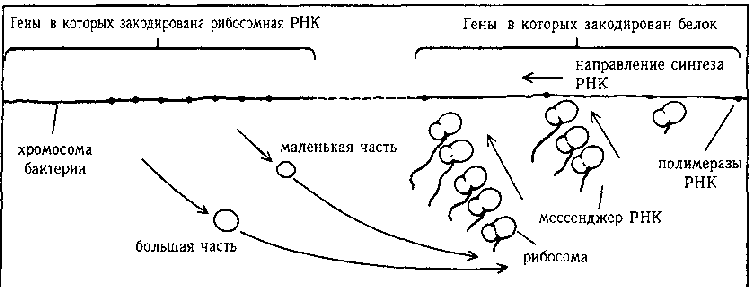 Гены в которых закодирована рибосомная РНК
Гены в которых закодирован белок
направление синтеза
РНК
хромосома
бактерии
маленькая часть
полимеразы
РНК
мессенджер РНК
большая часть
рибосома